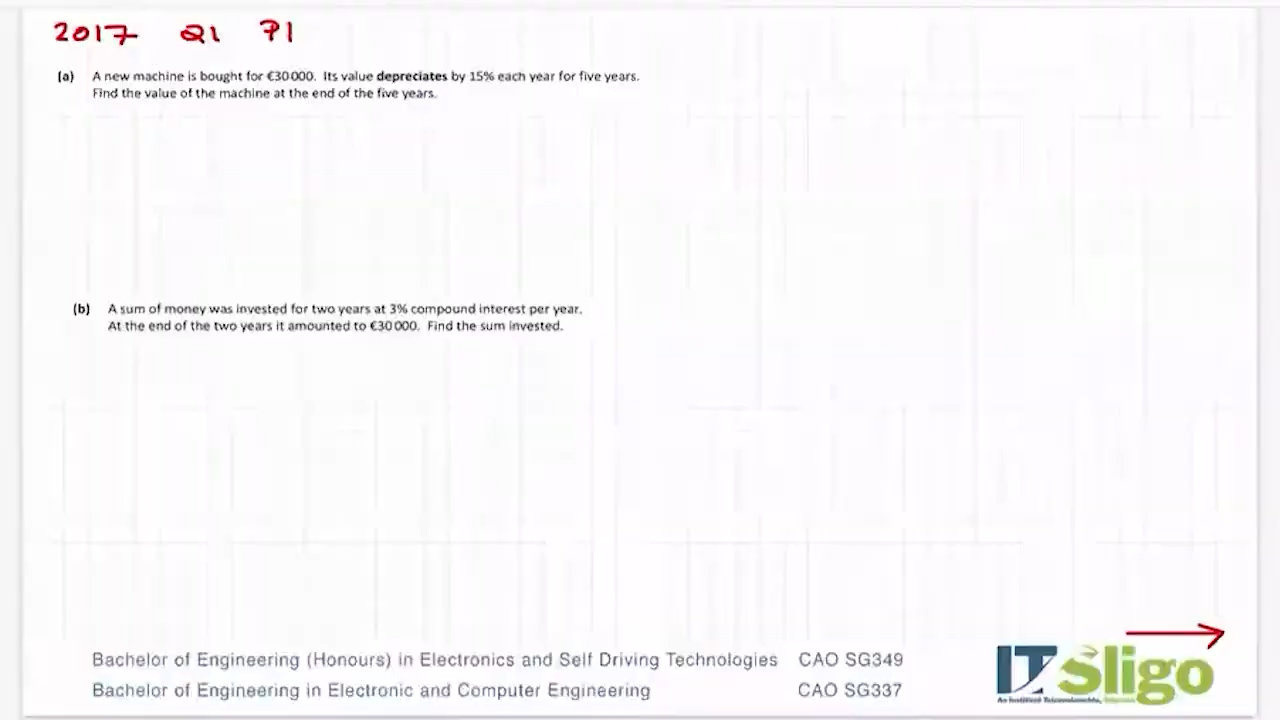 2017 Q1 P1
(a) A new machine is bought for €30 000. Its value depreciates by 15% each year for five years.
Find the value of the machine at the end of the five years.
(b) A sum of money was invested for two years at 3% compound interest per year.
At the end of the two years it amounted to €30 000. Find the sum invested.
Bachelor of Engineering (Honours) in Electronics and Self Driving Technologies CAO SG349
Bachelor of Engineering in Electronic and Computer Engineering CAO SG337
IT Sligo